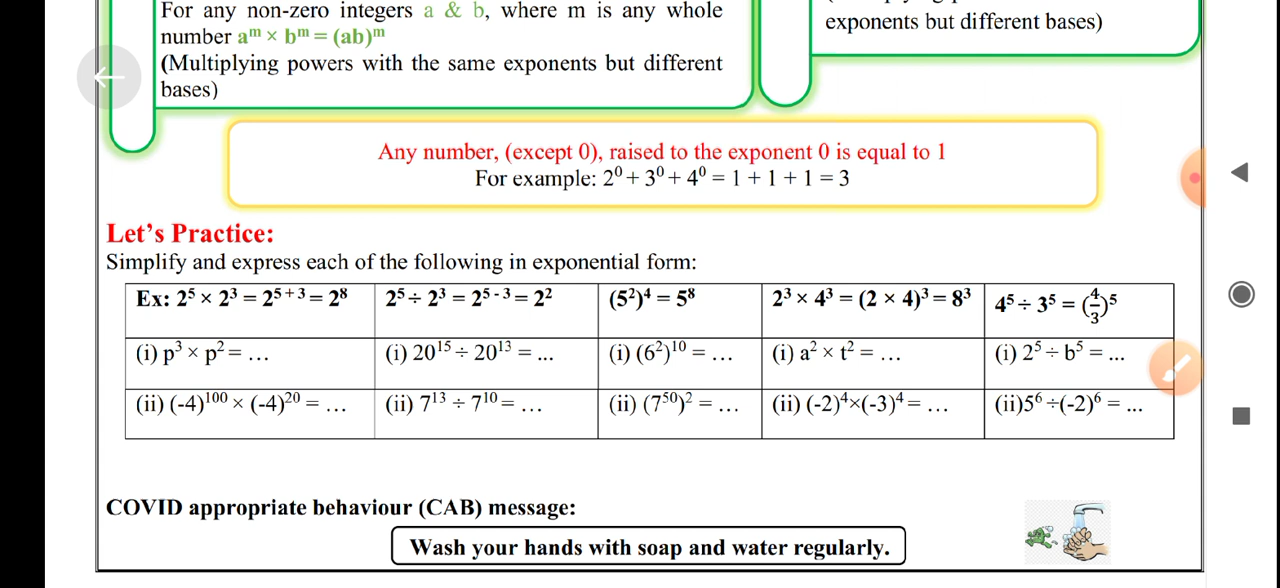 For any non-zero integers a & b, where m is any whole
number aᵐ × bᵐ = (ab)ᵐ
(Multiplying powers with the same exponents but different
bases)
exponents but different bases)
Any number, (except 0), raised to the exponent 0 is equal to 1
For example: 2⁰ + 3⁰ + 4⁰ = 1 + 1 + 1 = 3
Let’s Practice:
Simplify and express each of the following in exponential form:
Ex: 2⁵ × 2³ = 2⁵⁺³ = 2⁸ 2⁵ ÷ 2³ = 2⁵⁻³ = 2² (5²)⁴ = 5⁸ 2³ × 4³ = (2 × 4)³ = 8³ 4⁵ ÷ 3⁵ = (4/3)⁵
(i) p³ × p² = … (i) 20¹⁵ ÷ 20¹³ = ... (i) (6²)¹⁰ = … (i) a² × t² = … (i) 2⁵ ÷ b⁵ = ...
(ii) (-4)¹⁰⁰ × (-4)²⁰ = … (ii) 7¹³ ÷ 7¹⁰ = … (ii) (7⁵⁰)² = … (ii) (-2)⁴×(-3)⁴ = … (ii)5⁶ ÷(-2)⁶ = ...
COVID appropriate behaviour (CAB) message:
Wash your hands with soap and water regularly.